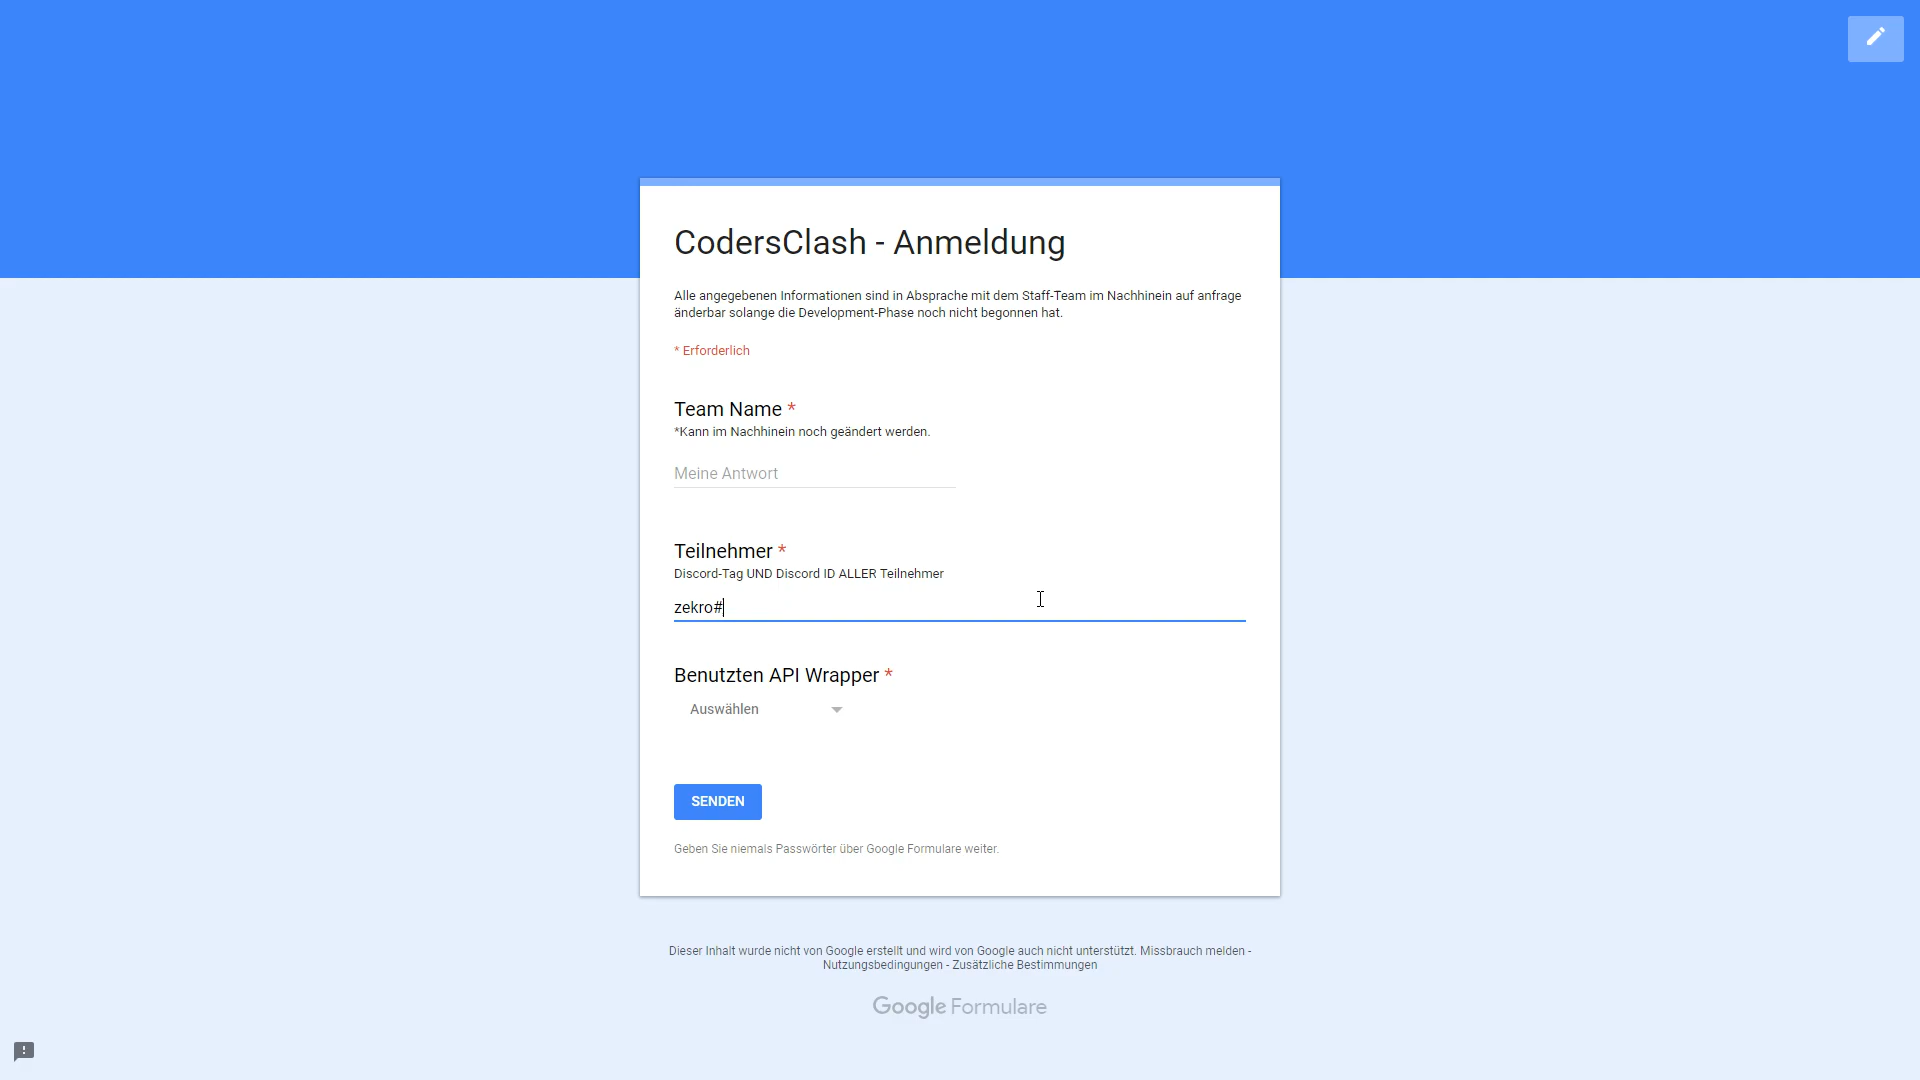 CodersClash - Anmeldung
Alle angegebenen Informationen sind in Absprache mit dem Staff-Team im Nachhinein auf anfrage
änderbar solange die Development-Phase noch nicht begonnen hat.
* Erforderlich
Team Name *
*Kann im Nachhinein noch geändert werden.
Meine Antwort
Teilnehmer *
Discord-Tag UND Discord ID ALLER Teilnehmer
zekro#
Benutzten API Wrapper *
Auswählen
SENDEN
Geben Sie niemals Passwörter über Google Formulare weiter.
Dieser Inhalt wurde nicht von Google erstellt und wird von Google auch nicht unterstützt. Missbrauch melden -
Nutzungsbedingungen - Zusätzliche Bestimmungen
Google Formulare